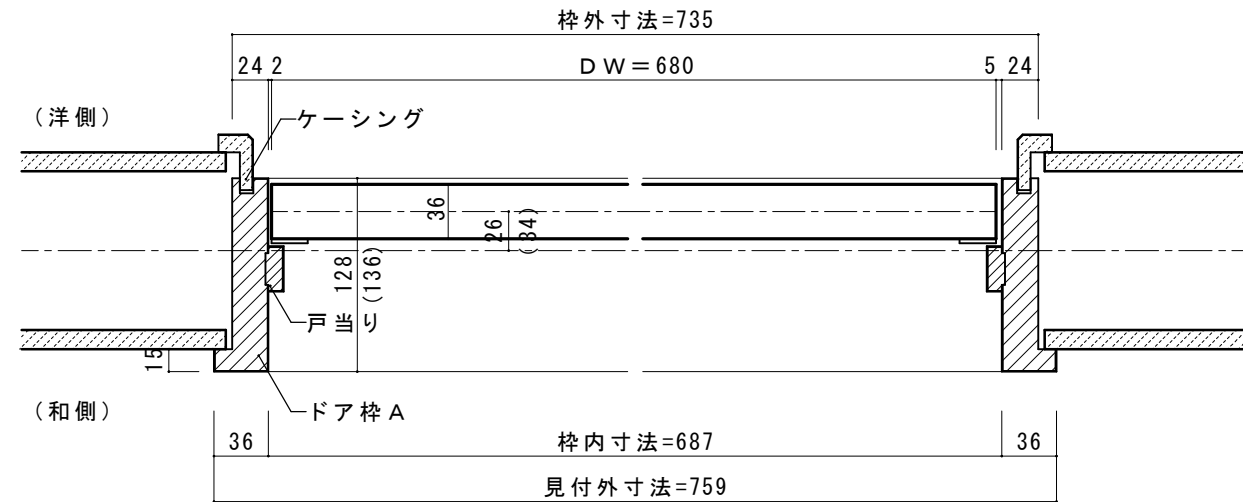 枠外寸法=735
24 2 DW=680 5 24
(洋側)
ケーシング
36
26
(34)
128
(136)
戸当り
15
(和側)
ドア枠A
36 枠内寸法=687 36
見付外寸法=759